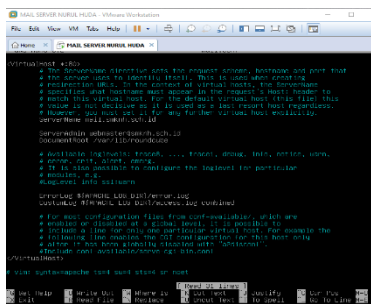 MAIL SERVER NURUL HUDA - VMware Workstation
File Edit View VM Tabs Help
Home MAIL SERVER NURUL HUDA
<VirtualHost *:80>
# The ServerName directive sets the request scheme, hostname and port that
# the server uses to identify itself. This is used when creating
# redirection URLs. In the context of virtual hosts, the ServerName
# specifies what hostname must appear in the request's Host: header to
# match this virtual host. For the default virtual host (this file) this
# value is not decisive as it is used as a last resort host regardless.
# However, you must set it for any further virtual host explicitly.
ServerName mail.smknh.sch.id
ServerAdmin webmaster@smknh.sch.id
DocumentRoot /var/lib/roundcube
# Available loglevels: trace8, ..., trace1, debug, info, notice, warn,
# error, crit, alert, emerg.
# It is also possible to configure the loglevel for particular
# modules, e.g.
#LogLevel info ssl:warn
ErrorLog ${APACHE_LOG_DIR}/error.log
CustomLog ${APACHE_LOG_DIR}/access.log combined
# For most configuration files from conf-available/, which are
# enabled or disabled at a global level, it is possible to
# include a line for only one particular virtual host. For example the
# following line enables the CGI configuration for this host only
# after it has been globally disabled with "a2disconf".
#Include conf-available/serve-cgi-bin.conf
</VirtualHost>
# vim: syntax=apache ts=4 sw=4 sts=4 sr noet
[ Read 31 lines ]
Get Help Write Out Where Is Cut Text Justify Cur Pos
Exit Read File Replace Uncut Text To Spell Go To Line